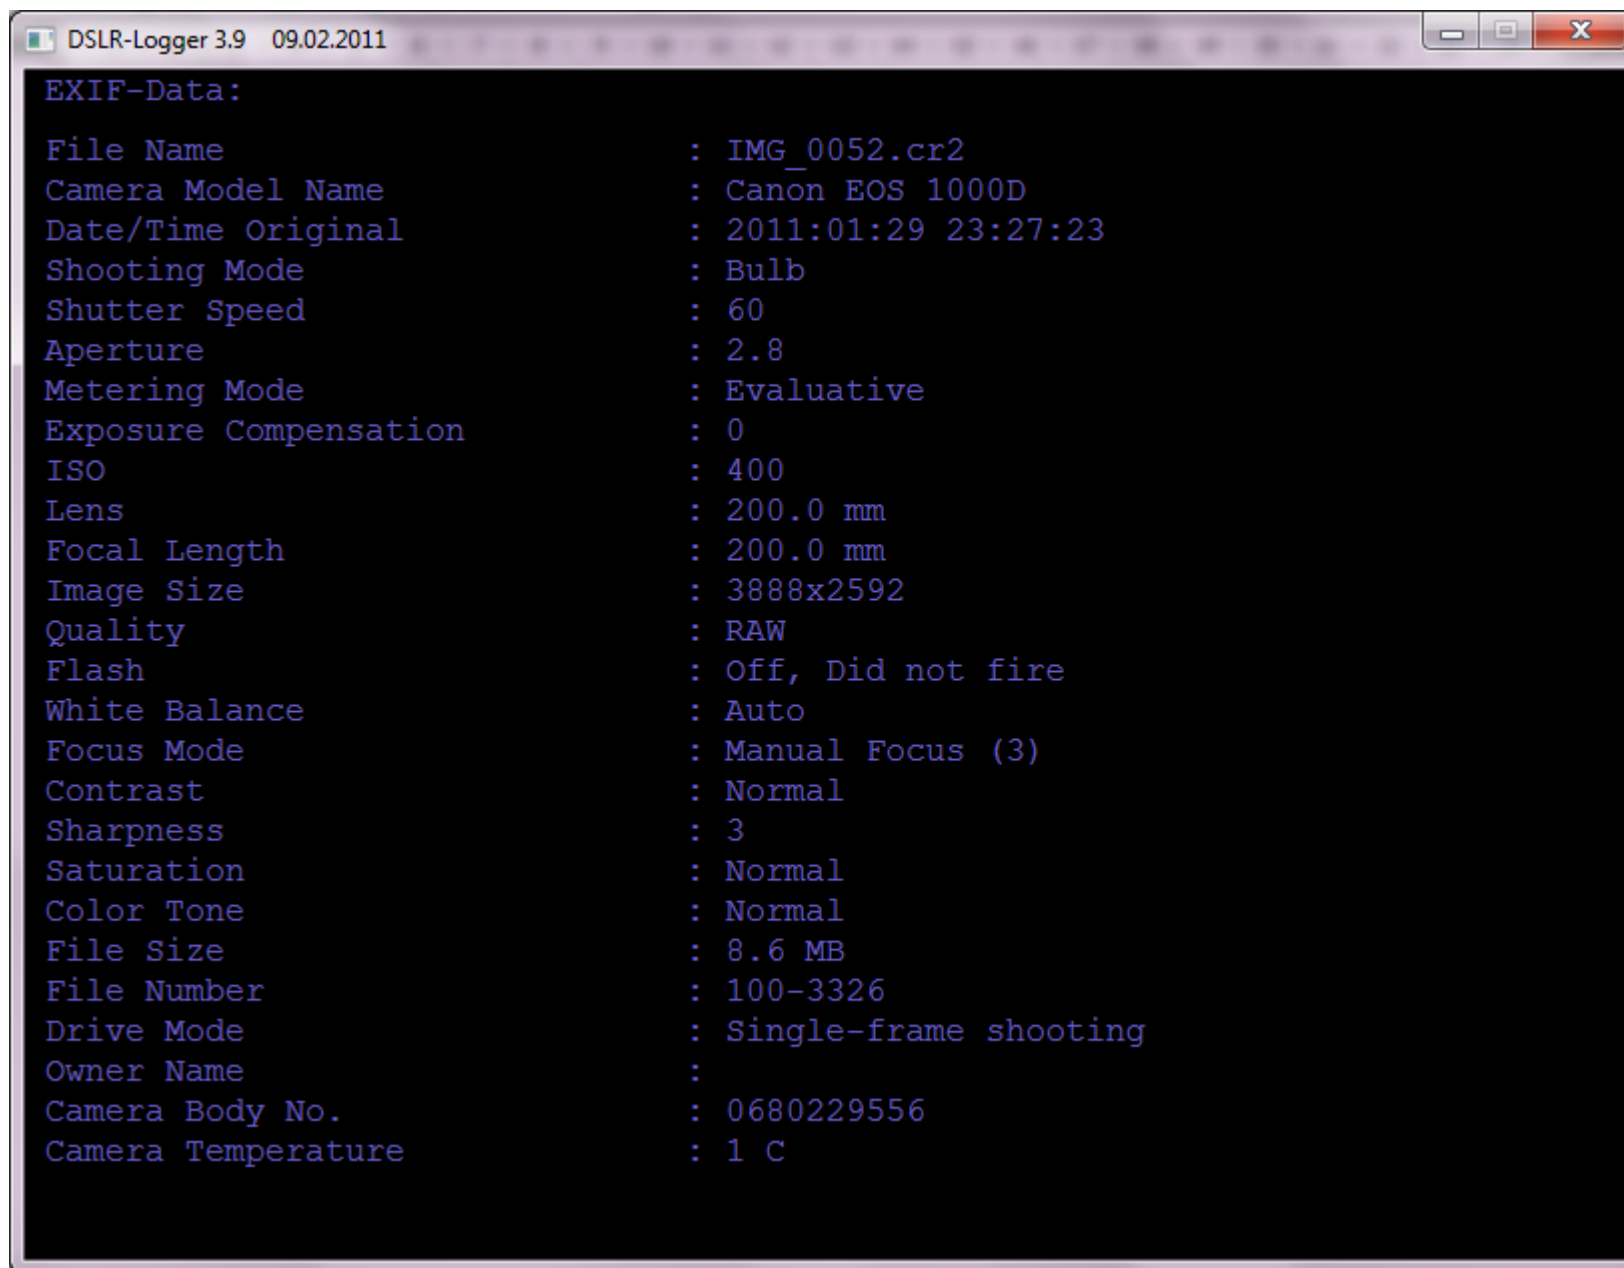 DSLR-Logger 3.9 09.02.2011
EXIF-Data:
File Name : IMG_0052.cr2
Camera Model Name : Canon EOS 1000D
Date/Time Original : 2011:01:29 23:27:23
Shooting Mode : Bulb
Shutter Speed : 60
Aperture : 2.8
Metering Mode : Evaluative
Exposure Compensation : 0
ISO : 400
Lens : 200.0 mm
Focal Length : 200.0 mm
Image Size : 3888x2592
Quality : RAW
Flash : Off, Did not fire
White Balance : Auto
Focus Mode : Manual Focus (3)
Contrast : Normal
Sharpness : 3
Saturation : Normal
Color Tone : Normal
File Size : 8.6 MB
File Number : 100-3326
Drive Mode : Single-frame shooting
Owner Name :
Camera Body No. : 0680229556
Camera Temperature : 1 C